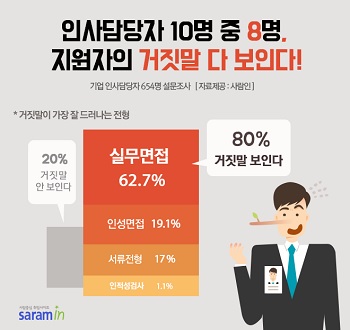 인사담당자 10명 중 8명,
지원자의 거짓말 다 보인다!
기업 인사담당자 654명 설문조사 [자료제공 : 사람인]
* 거짓말이 가장 잘 드러나는 전형
20%
거짓말
안 보인다
실무면접
62.7%
인성면접 19.1%
서류전형 17%
인적성검사 1.1%
80%
거짓말 보인다
saramin